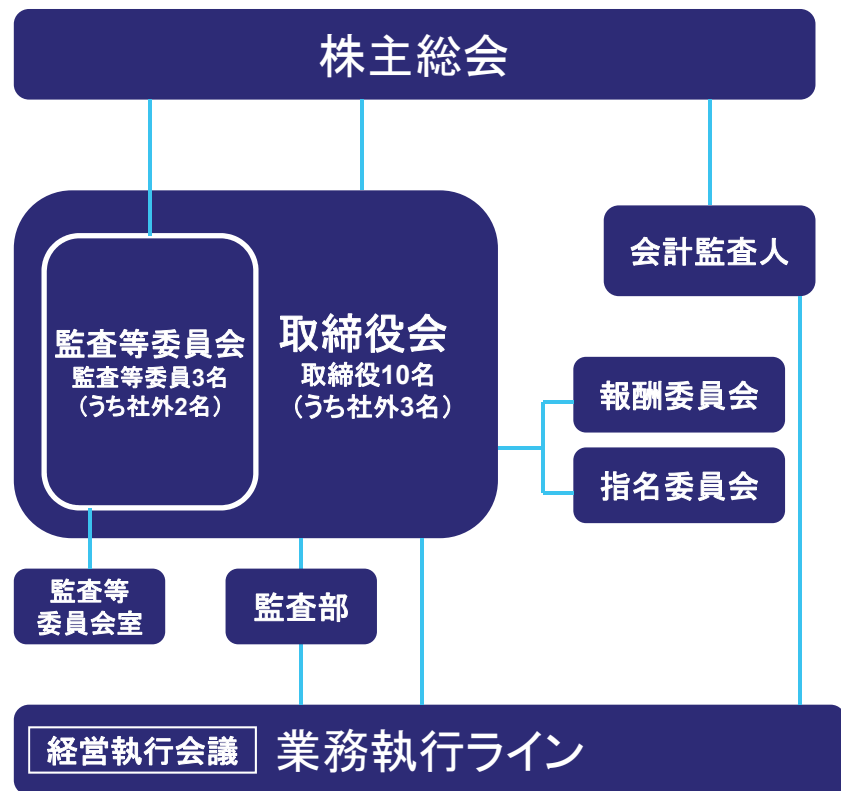 株主総会
会計監査人
監査等委員会
監査等委員3名
（うち社外2名）
取締役会
取締役10名
（うち社外3名）
報酬委員会
指名委員会
監査等
委員会室
監査部
経営執行会議
業務執行ライン